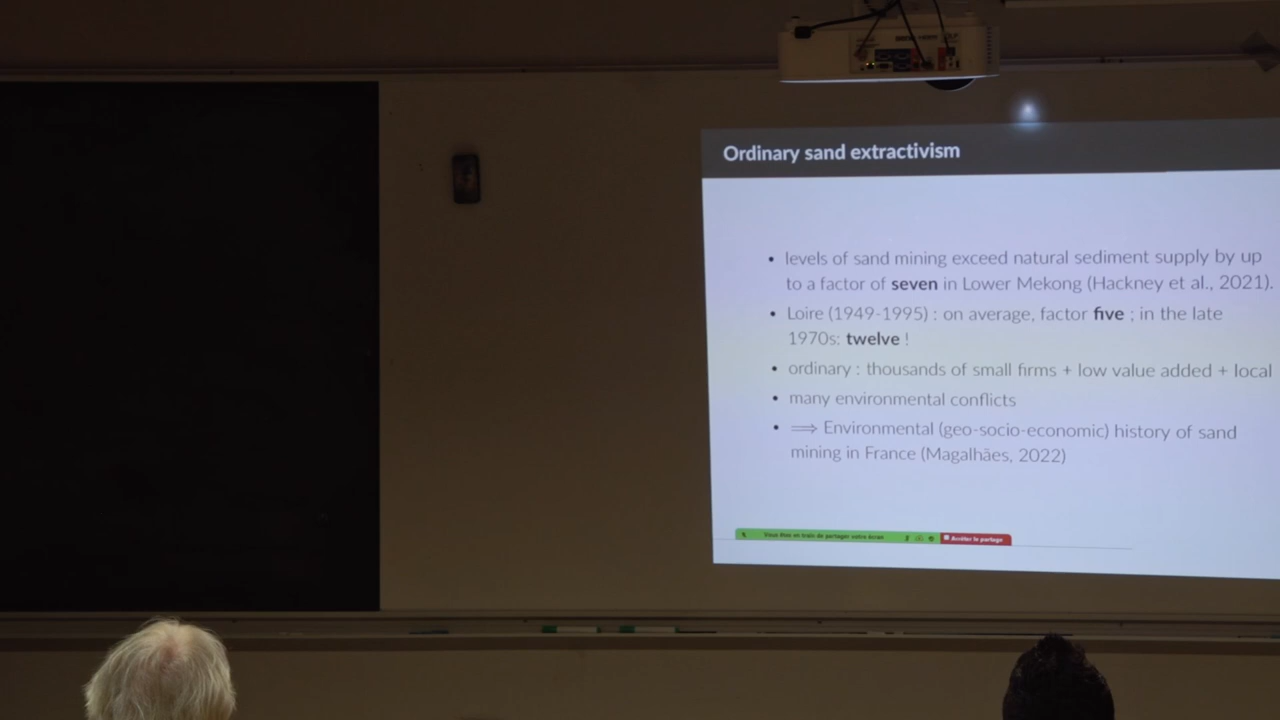 Ordinary sand extractivism
• levels of sand mining exceed natural sediment supply by up
to a factor of seven in Lower Mekong (Hackney et al., 2021).
• Loire (1949-1995) : on average, factor five ; in the late
1970s: twelve !
• ordinary : thousands of small firms + low value added + local
• many environmental conflicts
• ⟹ Environmental (geo-socio-economic) history of sand
mining in France (Magalhães, 2022)
Vous êtes en train de partager votre écran
Arrêter le partage